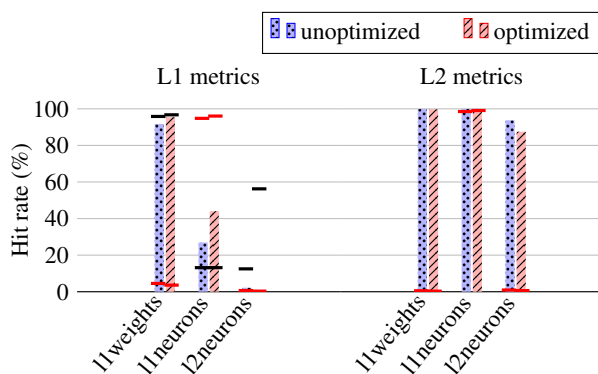 unoptimized optimized
L1 metrics L2 metrics
Hit rate (%)
100
80
60
40
20
0
l1weights l1neurons l2neurons l1weights l1neurons l2neurons